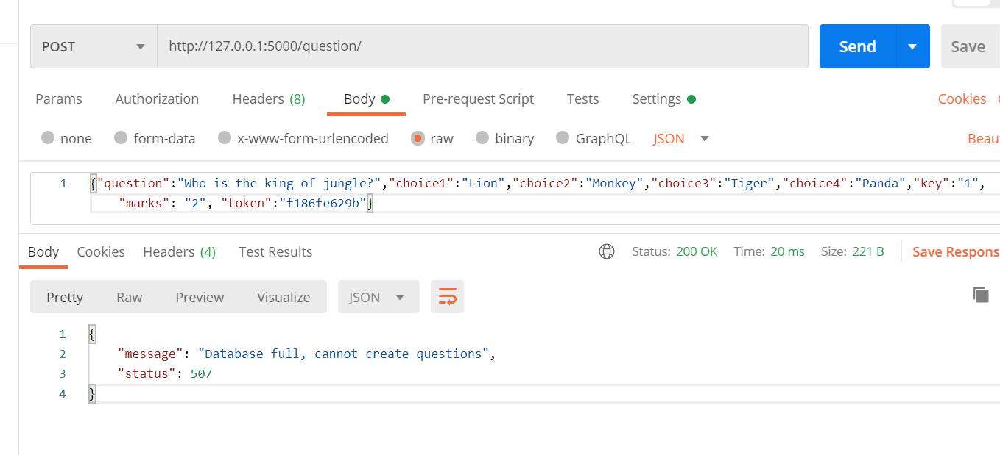 POST http://127.0.0.1:5000/question/ Send Save
Params Authorization Headers (8) Body Pre-request Script Tests Settings Cookies
none form-data x-www-form-urlencoded raw binary GraphQL JSON Beau
1 {"question":"Who is the king of jungle?","choice1":"Lion","choice2":"Monkey","choice3":"Tiger","choice4":"Panda","key":"1",
"marks": "2", "token":"f186fe629b"}
Body Cookies Headers (4) Test Results Status: 200 OK Time: 20 ms Size: 221 B Save Respons
Pretty Raw Preview Visualize JSON
1 {
2 "message": "Database full, cannot create questions",
3 "status": 507
4 }